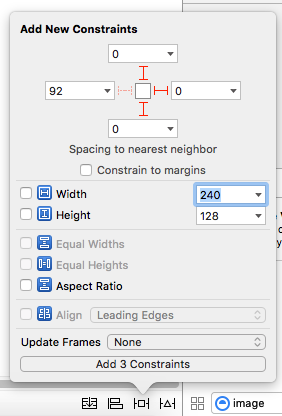 Add New Constraints
0
92
0
0
Spacing to nearest neighbor
Constrain to margins
Width
240
Height
128
Equal Widths
Equal Heights
Aspect Ratio
Align
Leading Edges
Update Frames
None
Add 3 Constraints
image